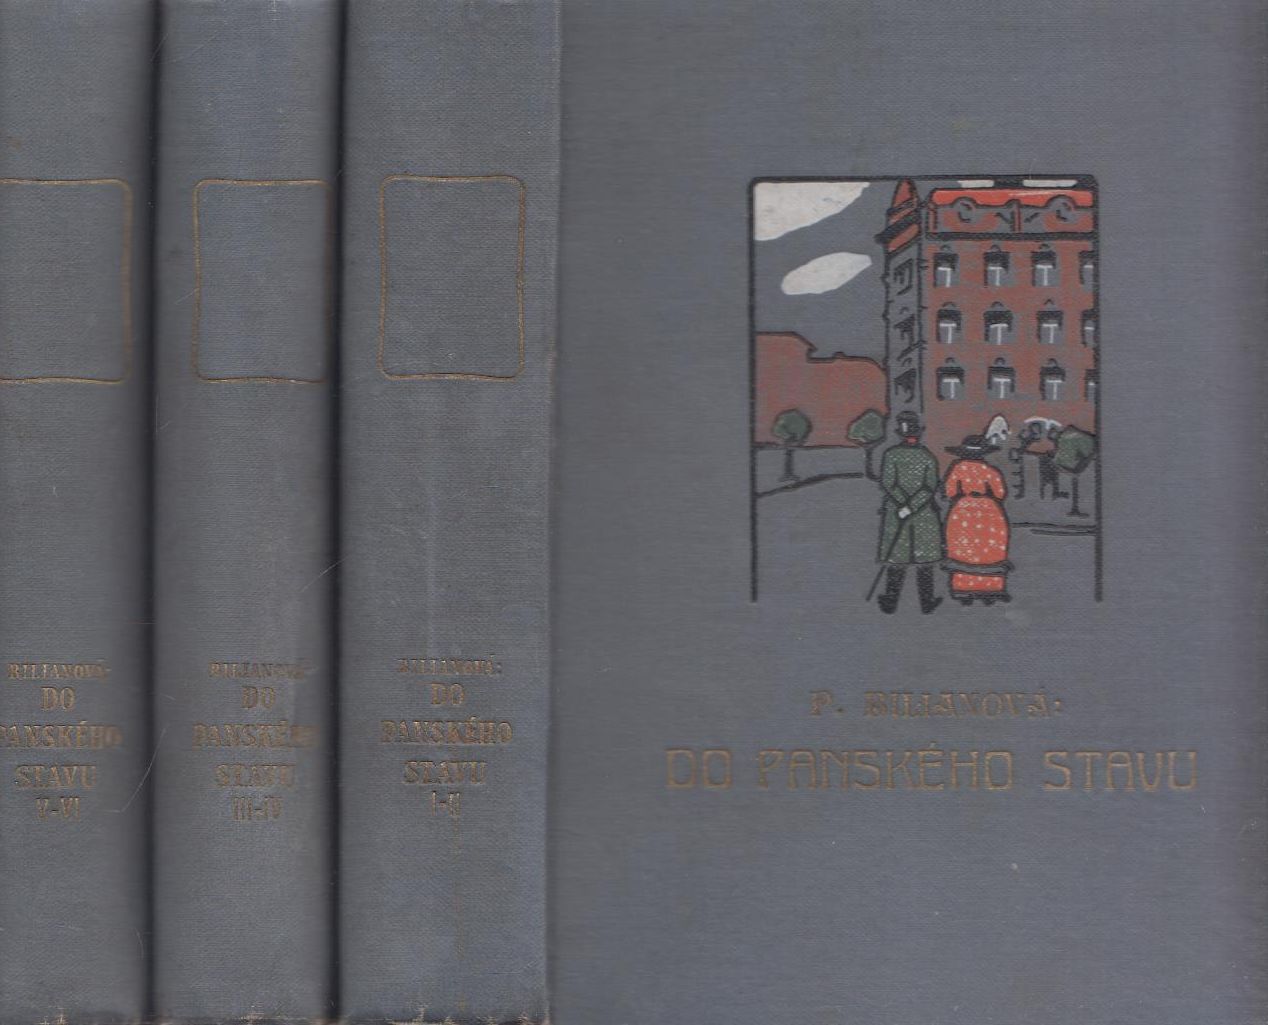 BILIANOVÁ:
DO
PANSKÉHO
STAVU
V-VI
BILIANOVÁ:
DO
PANSKÉHO
STAVU
III-IV
BILIANOVÁ:
DO
PANSKÉHO
STAVU
I-II
P. BILIANOVÁ:
DO PANSKÉHO STAVU